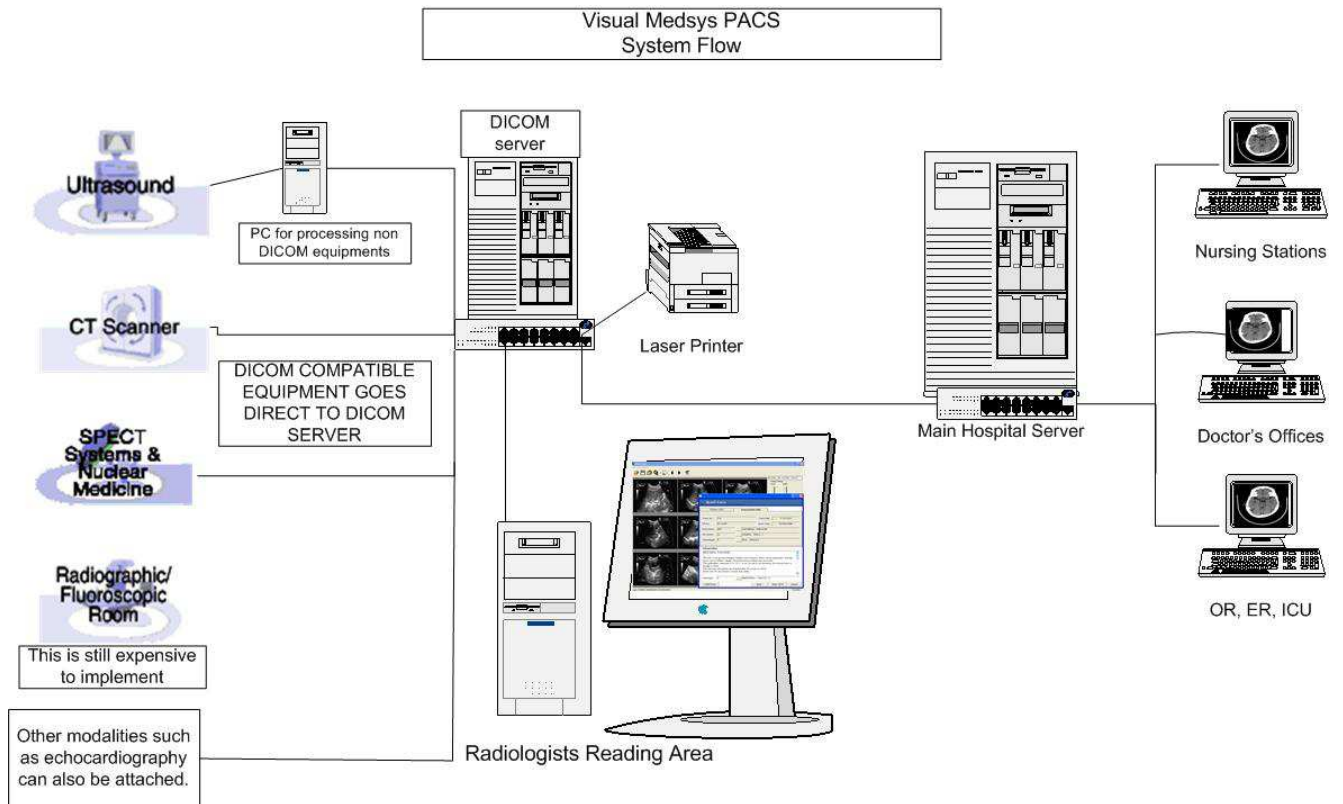 Visual Medsys PACS
System Flow
DICOM
server
Ultrasound
PC for processing non
DICOM equipments
CT Scanner
Laser Printer
Nursing Stations
DICOM COMPATIBLE
EQUIPMENT GOES
DIRECT TO DICOM
SERVER
Main Hospital Server
Doctor's Offices
SPECT
Systems &
Nuclear
Medicine
Radiographic/
Fluoroscopic
Room
This is still expensive
to implement
OR, ER, ICU
Other modalities such
as echocardiography
can also be attached.
Radiologists Reading Area